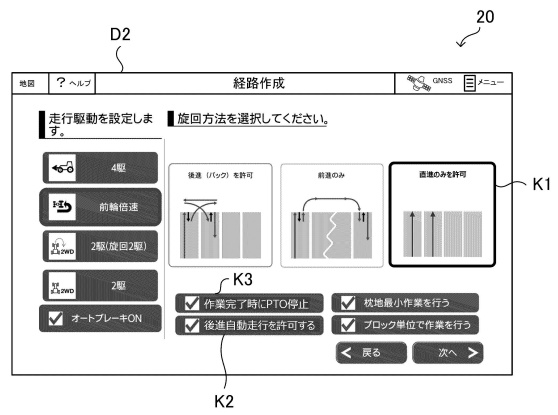 20
D2
地図
? ヘルプ
経路作成
GNSS
メニュー
走行駆動を設定しま
す。
4駆
前輪倍速
2WD
2駆(旋回2駆)
2WD
2駆
オートブレーキON
旋回方法を選択してください。
後進（バック）を許可
前進のみ
直進のみを許可
K1
K3
作業完了時にPTO停止
枕地最小作業を行う
後進自動走行を許可する
ブロック単位で作業を行う
K2
< 戻る
次へ >